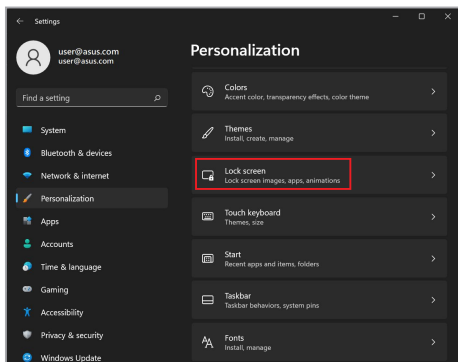 Settings
user@asus.com
user@asus.com
Find a setting
System
Bluetooth & devices
Network & internet
Personalization
Apps
Accounts
Time & language
Gaming
Accessibility
Privacy & security
Windows Update
Personalization
Colors
Accent color, transparency effects, color theme
Themes
Install, create, manage
Lock screen
Lock screen images, apps, animations
Touch keyboard
Themes, size
Start
Recent apps and items, folders
Taskbar
Taskbar behaviors, system pins
Fonts
Install, manage